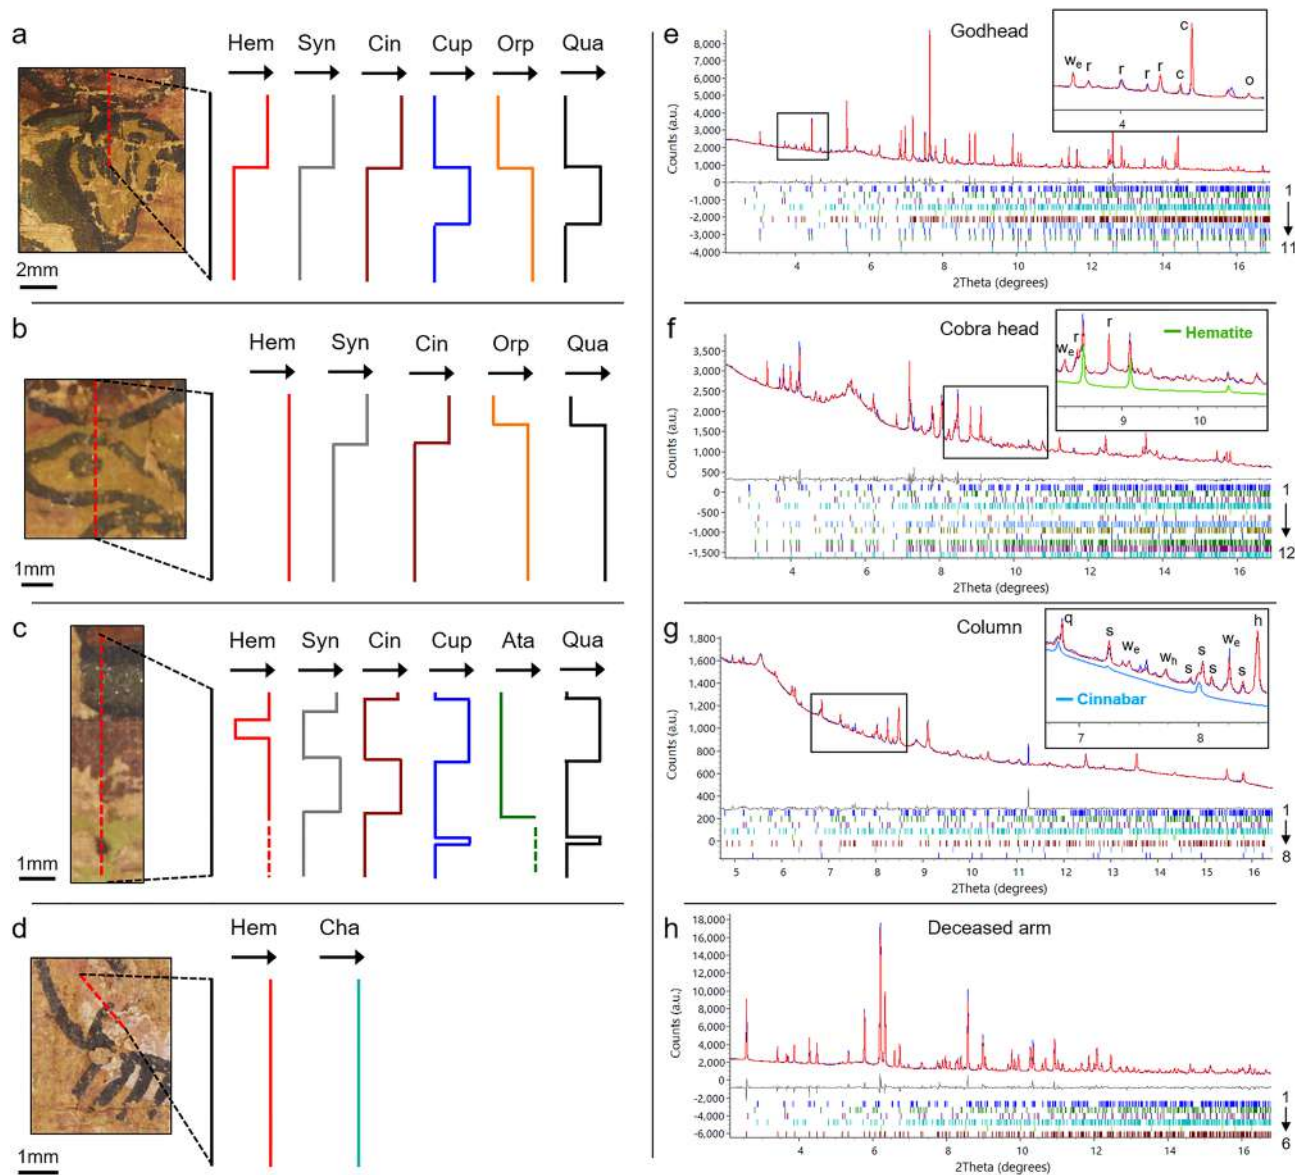 a
Hem Syn Cin Cup Orp Qua
2mm
b
Hem Syn Cin Orp Qua
1mm
c
Hem Syn Cin Cup Ata Qua
1mm
d
Hem Cha
1mm
e
Godhead
Counts (a.u.)
8,000
7,000
6,000
5,000
4,000
3,000
2,000
1,000
0
-1,000
-2,000
-3,000
-4,000
4 6 8 10 12 14 16
2Theta (degrees)
we r r r r c c o
4
1
11
f
Cobra head
Counts (a.u.)
3,500
3,000
2,500
2,000
1,500
1,000
500
0
-500
-1,000
-1,500
4 6 8 10 12 14 16
2Theta (degrees)
we r r
Hematite
9 10
1
12
g
Column
Counts (a.u.)
1,800
1,600
1,400
1,200
1,000
800
600
400
200
0
5 6 7 8 9 10 11 12 13 14 15 16
2Theta (degrees)
q s we wh s s s we s h
Cinnabar
7 8
1
8
h
Deceased arm
Counts (a.u.)
18,000
16,000
14,000
12,000
10,000
8,000
6,000
4,000
2,000
0
-2,000
-4,000
-6,000
4 6 8 10 12 14 16
2Theta (degrees)
1
6